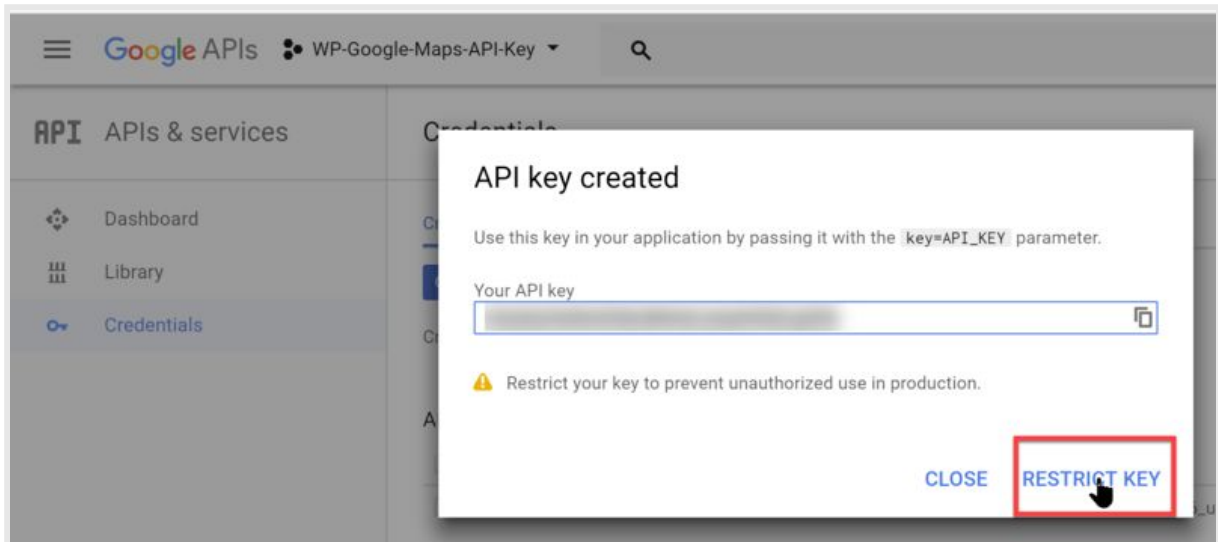 Google APIs WP-Google-Maps-API-Key
API APIs & services
Credentials
Dashboard
Library
Credentials
API key created
Use this key in your application by passing it with the key=API_KEY parameter.
Your API key
Restrict your key to prevent unauthorized use in production.
CLOSE RESTRICT KEY